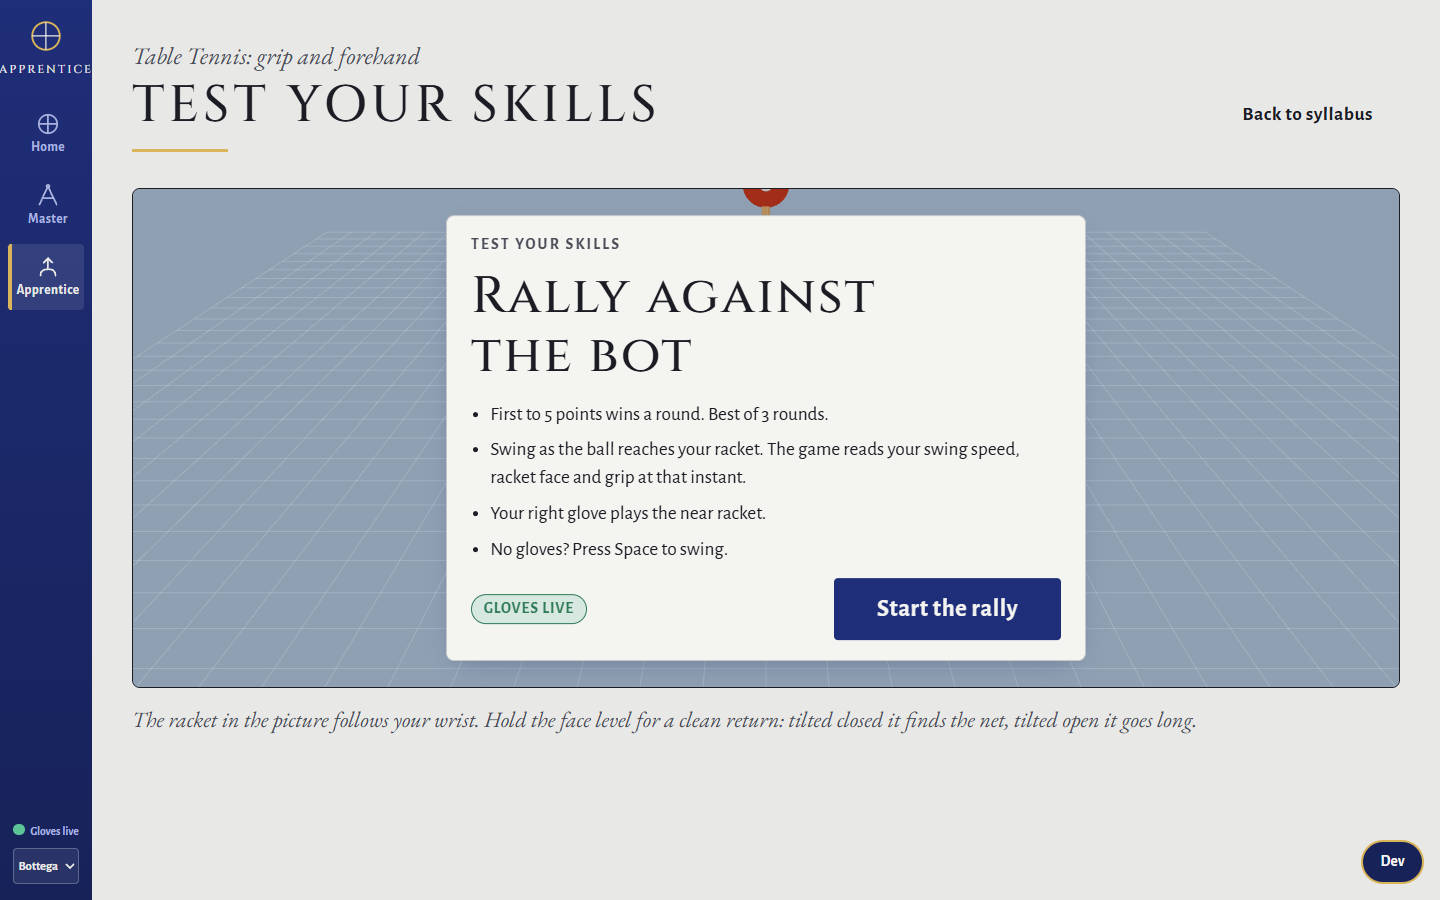 APPRENTICE
Home
Master
Apprentice
Gloves live
Bottega
Table Tennis: grip and forehand
TEST YOUR SKILLS
Back to syllabus
TEST YOUR SKILLS
RALLY AGAINST
THE BOT
• First to 5 points wins a round. Best of 3 rounds.
• Swing as the ball reaches your racket. The game reads your swing speed,
racket face and grip at that instant.
• Your right glove plays the near racket.
• No gloves? Press Space to swing.
GLOVES LIVE
Start the rally
The racket in the picture follows your wrist. Hold the face level for a clean return: tilted closed it finds the net, tilted open it goes long.
Dev